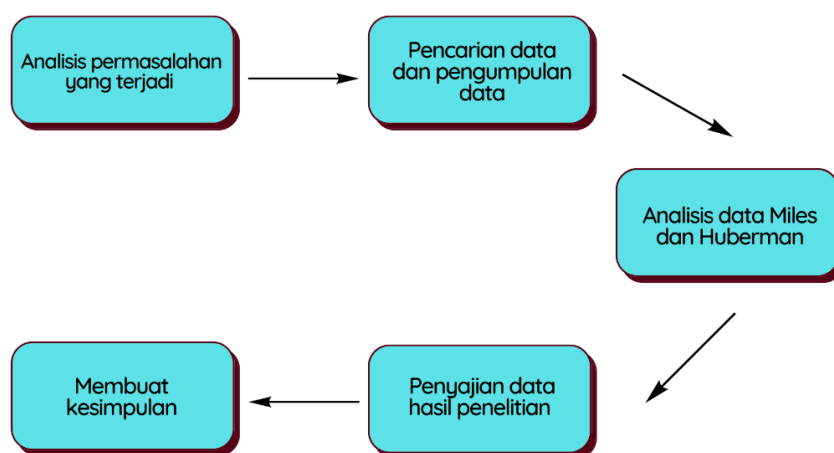 Analisis permasalahan
yang terjadi
Pencarian data
dan pengumpulan
data
Analisis data Miles
dan Huberman
Penyajian data
hasil penelitian
Membuat
kesimpulan